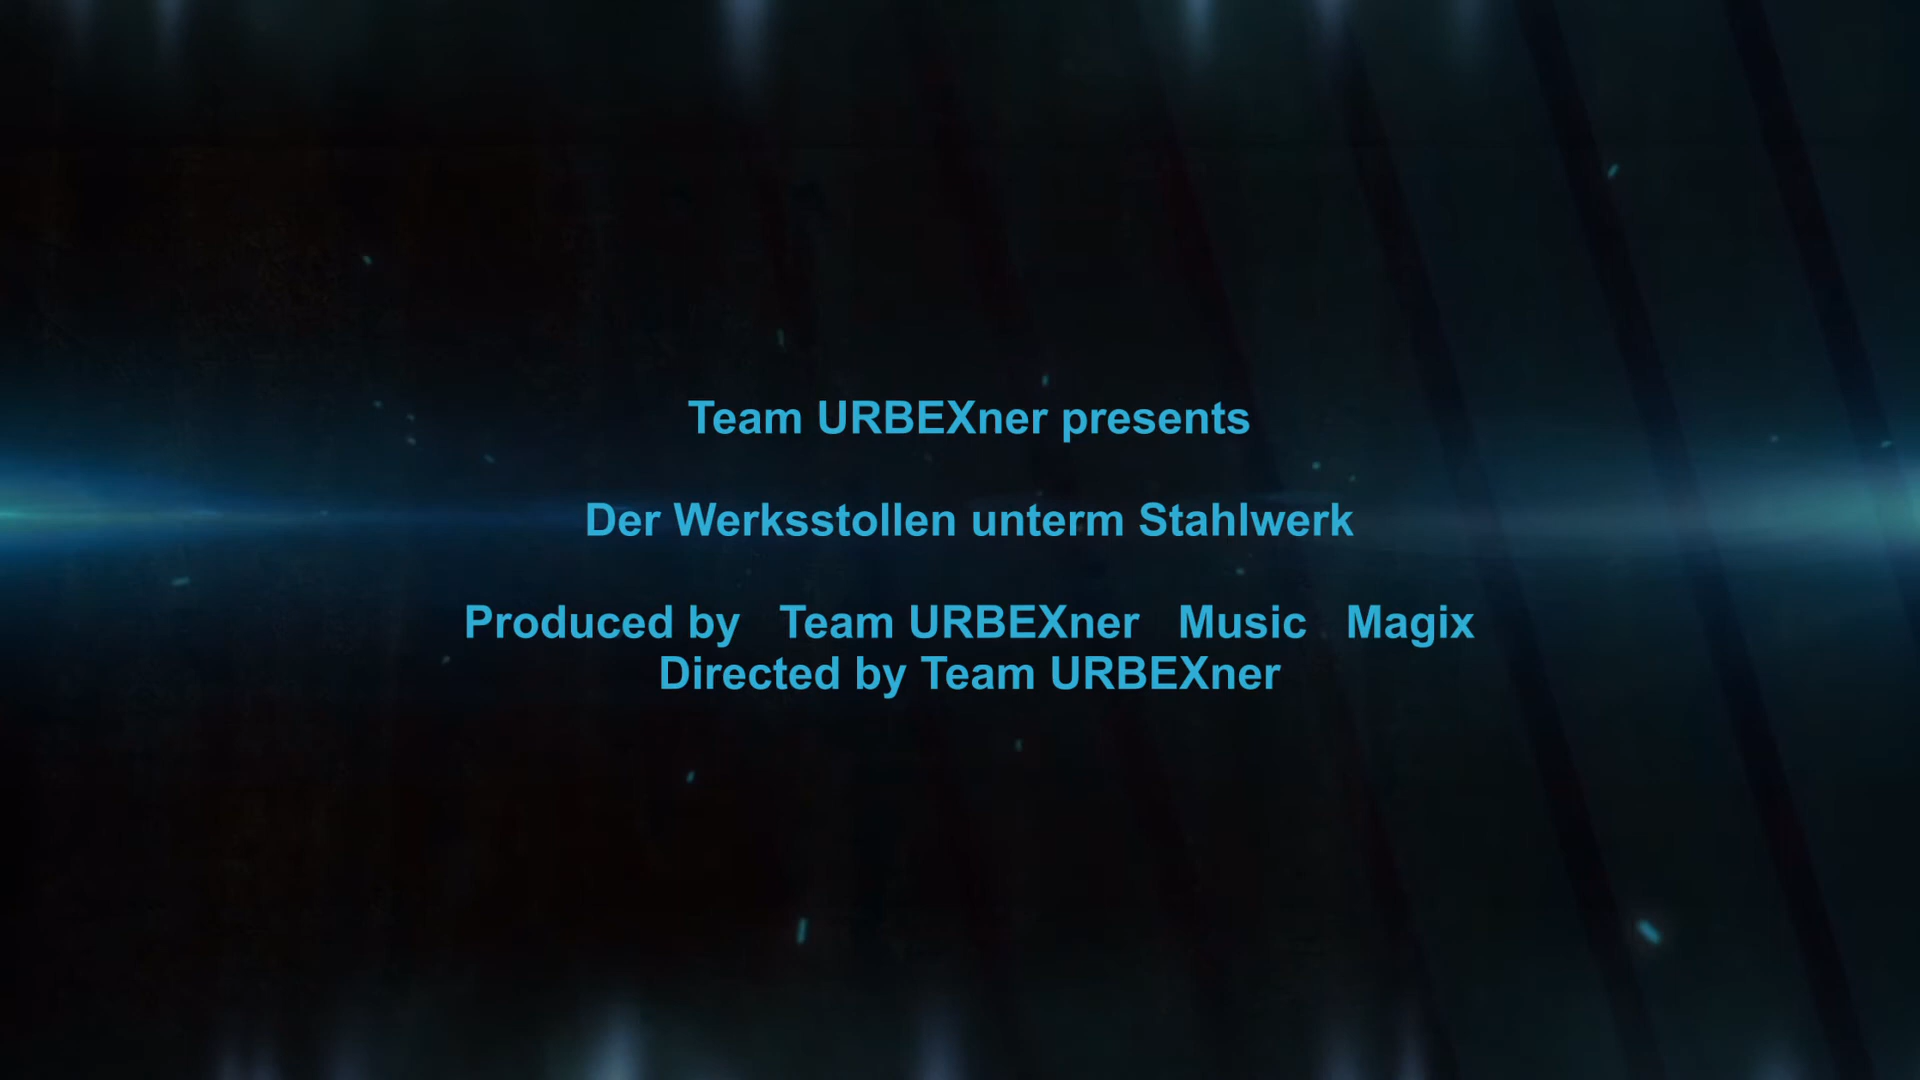 Team URBEXner presents
Der Werksstollen unterm Stahlwerk
Produced by   Team URBEXner   Music   Magix
Directed by Team URBEXner